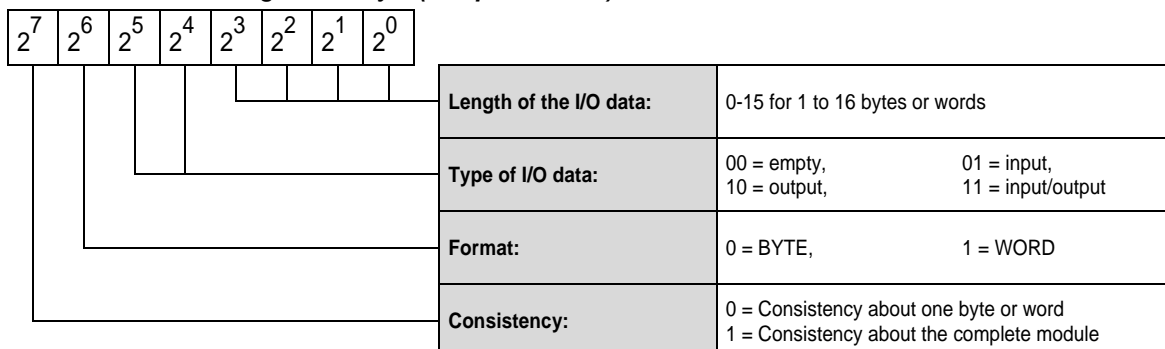 2^7 2^6 2^5 2^4 2^3 2^2 2^1 2^0
Length of the I/O data: 0-15 for 1 to 16 bytes or words
Type of I/O data: 00 = empty, 01 = input,
10 = output, 11 = input/output
Format: 0 = BYTE, 1 = WORD
Consistency: 0 = Consistency about one byte or word
1 = Consistency about the complete module